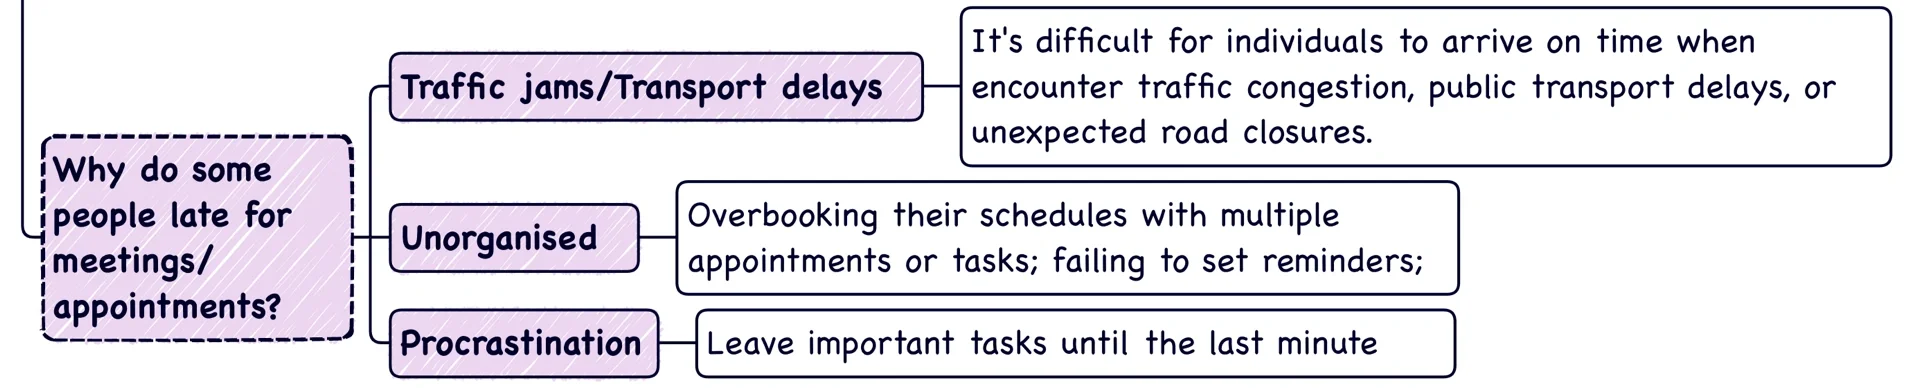 Why do some
people late for
meetings/
appointments?
Traffic jams/Transport delays
It's difficult for individuals to arrive on time when
encounter traffic congestion, public transport delays, or
unexpected road closures.
Unorganised
Overbooking their schedules with multiple
appointments or tasks; failing to set reminders;
Procrastination
Leave important tasks until the last minute